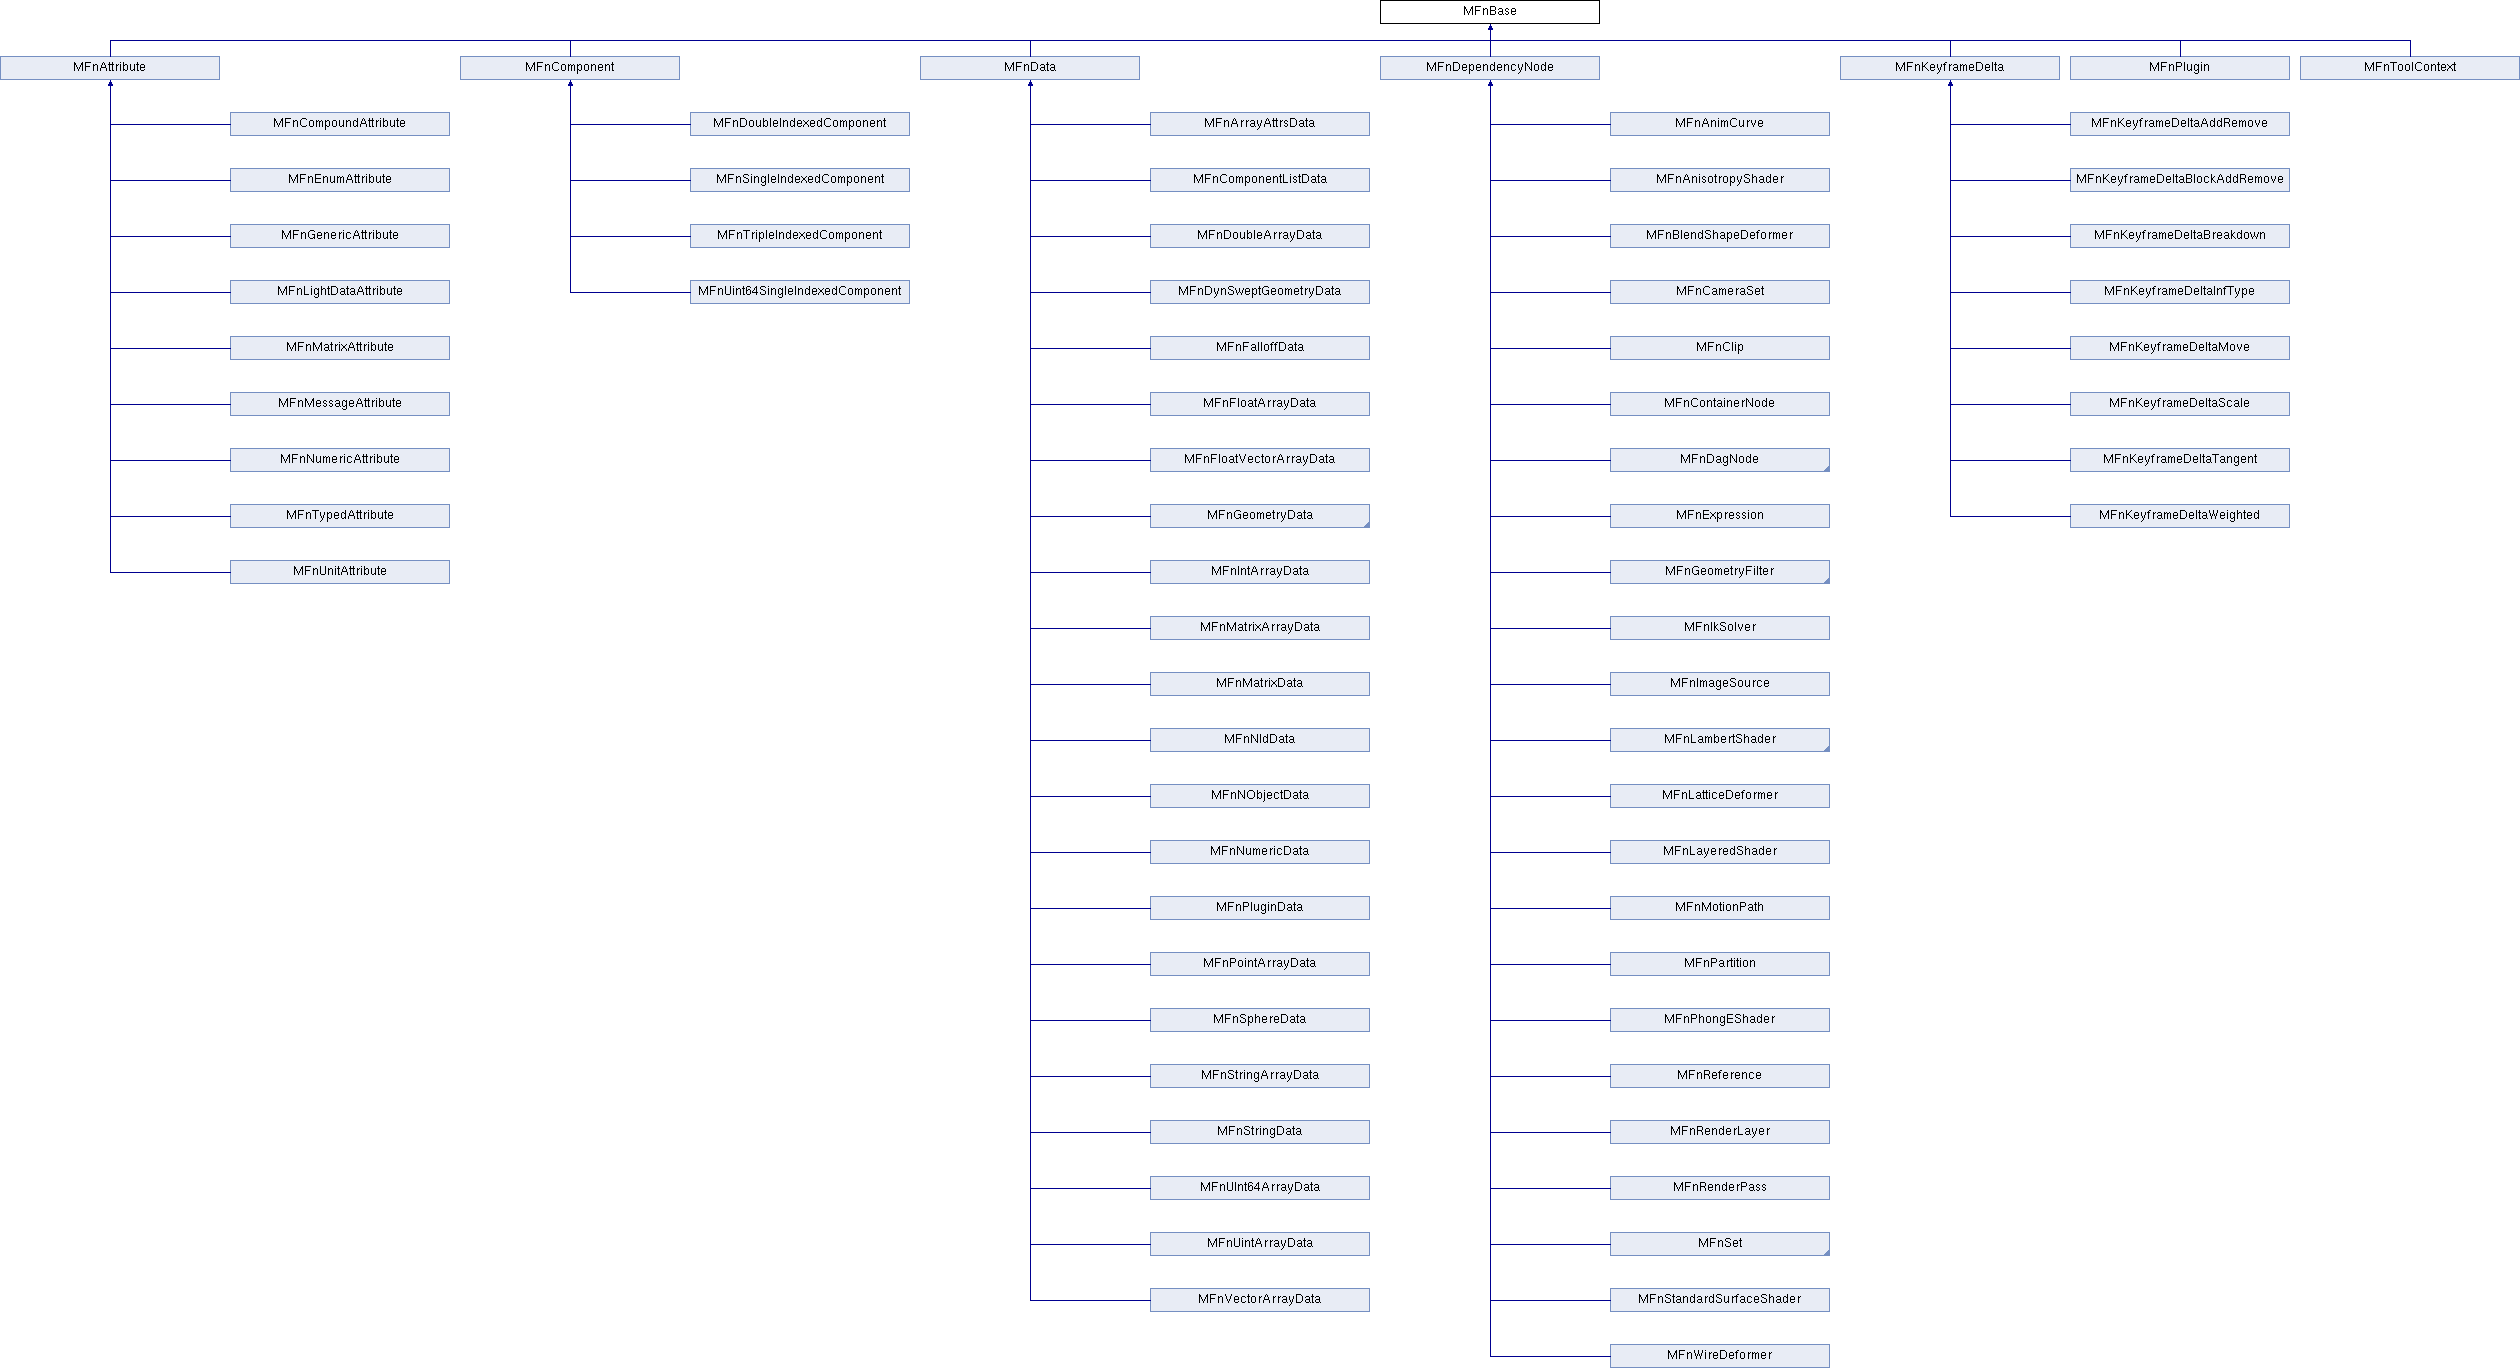 MFnBase
MFnAttribute
MFnComponent
MFnData
MFnDependencyNode
MFnKeyframeDelta
MFnPlugin
MFnToolContext
MFnCompoundAttribute
MFnEnumAttribute
MFnGenericAttribute
MFnLightDataAttribute
MFnMatrixAttribute
MFnMessageAttribute
MFnNumericAttribute
MFnTypedAttribute
MFnUnitAttribute
MFnDoubleIndexedComponent
MFnSingleIndexedComponent
MFnTripleIndexedComponent
MFnUint64SingleIndexedComponent
MFnArrayAttrsData
MFnComponentListData
MFnDoubleArrayData
MFnDynSweptGeometryData
MFnFalloffData
MFnFloatArrayData
MFnFloatVectorArrayData
MFnGeometryData
MFnIntArrayData
MFnMatrixArrayData
MFnMatrixData
MFnNIdData
MFnNObjectData
MFnNumericData
MFnPluginData
MFnPointArrayData
MFnSphereData
MFnStringArrayData
MFnStringData
MFnUInt64ArrayData
MFnUintArrayData
MFnVectorArrayData
MFnAnimCurve
MFnAnisotropyShader
MFnBlendShapeDeformer
MFnCameraSet
MFnClip
MFnContainerNode
MFnDagNode
MFnExpression
MFnGeometryFilter
MFnIkSolver
MFnImageSource
MFnLambertShader
MFnLatticeDeformer
MFnLayeredShader
MFnMotionPath
MFnPartition
MFnPhongEShader
MFnReference
MFnRenderLayer
MFnRenderPass
MFnSet
MFnStandardSurfaceShader
MFnWireDeformer
MFnKeyframeDeltaAddRemove
MFnKeyframeDeltaBlockAddRemove
MFnKeyframeDeltaBreakdown
MFnKeyframeDeltaInfType
MFnKeyframeDeltaMove
MFnKeyframeDeltaScale
MFnKeyframeDeltaTangent
MFnKeyframeDeltaWeighted